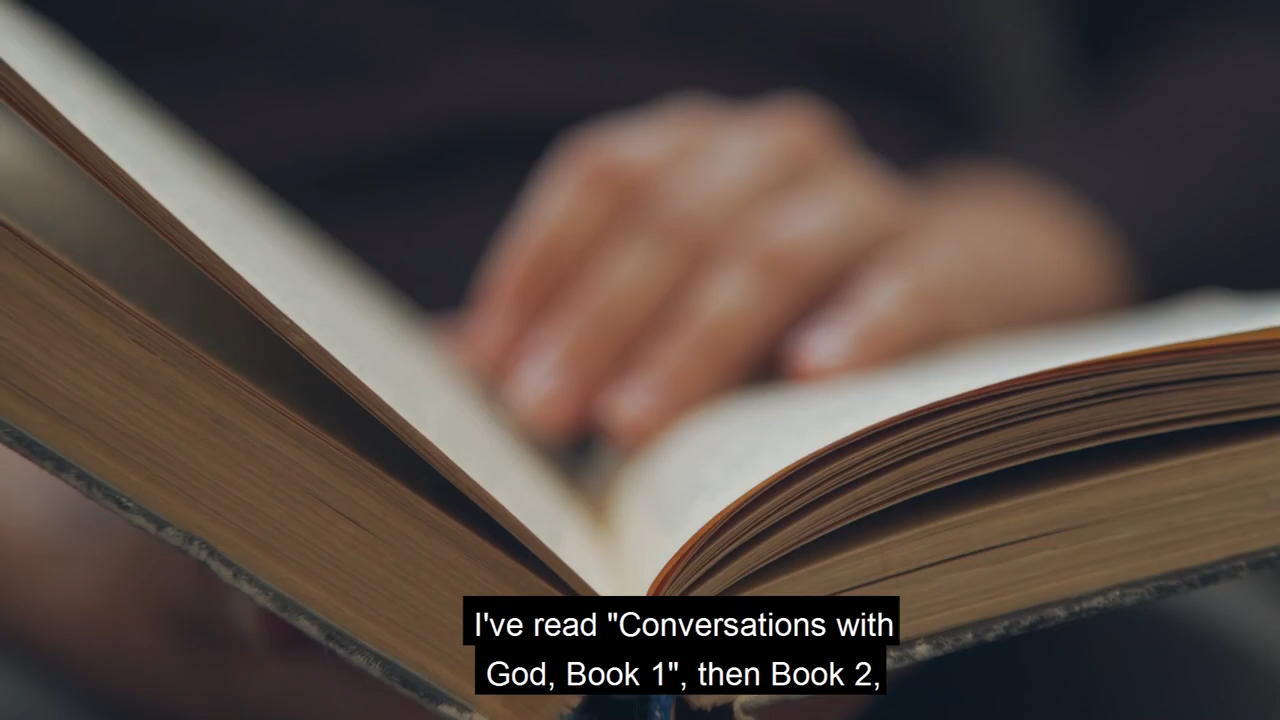 I've read "Conversations with
God, Book 1", then Book 2,